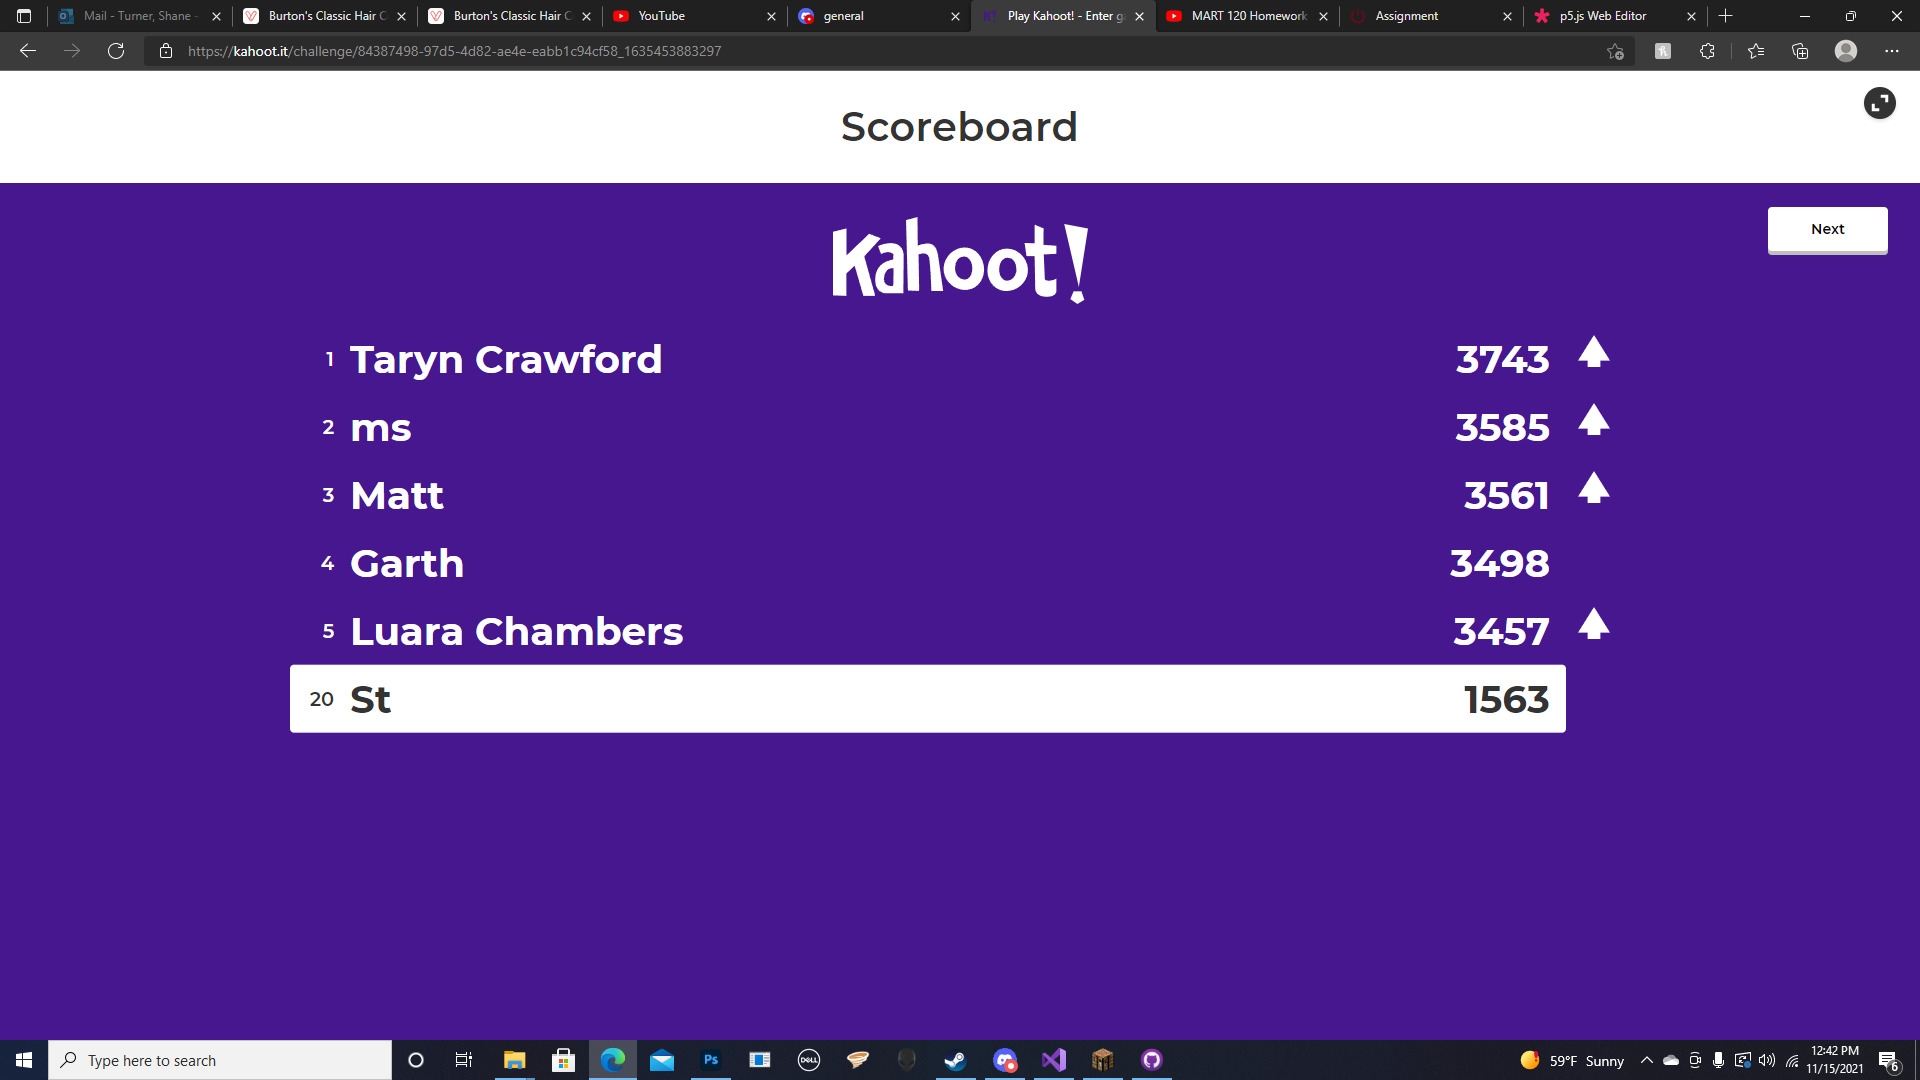 Mail - Turner, Shane -
Burton's Classic Hair C
Burton's Classic Hair C
YouTube
general
Play Kahoot! - Enter g
MART 120 Homework
Assignment
p5.js Web Editor
https://kahoot.it/challenge/84387498-97d5-4d82-ae4e-eabb1c94cf58_1635453883297
Scoreboard
Next
Kahoot!
1 Taryn Crawford 3743
2 ms 3585
3 Matt 3561
4 Garth 3498
5 Luara Chambers 3457
20 St 1563
Type here to search
Ps
DELL
59°F Sunny
12:42 PM
11/15/2021
6